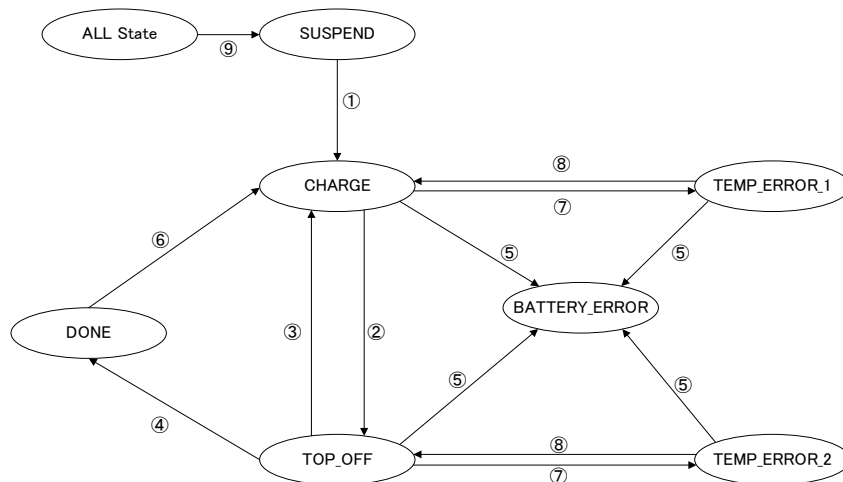 ALL State
⑨
SUSPEND
①
CHARGE
⑧
⑦
TEMP_ERROR_1
⑥
⑤
⑤
BATTERY_ERROR
DONE
③
②
⑤
⑤
④
TOP_OFF
⑧
⑦
TEMP_ERROR_2